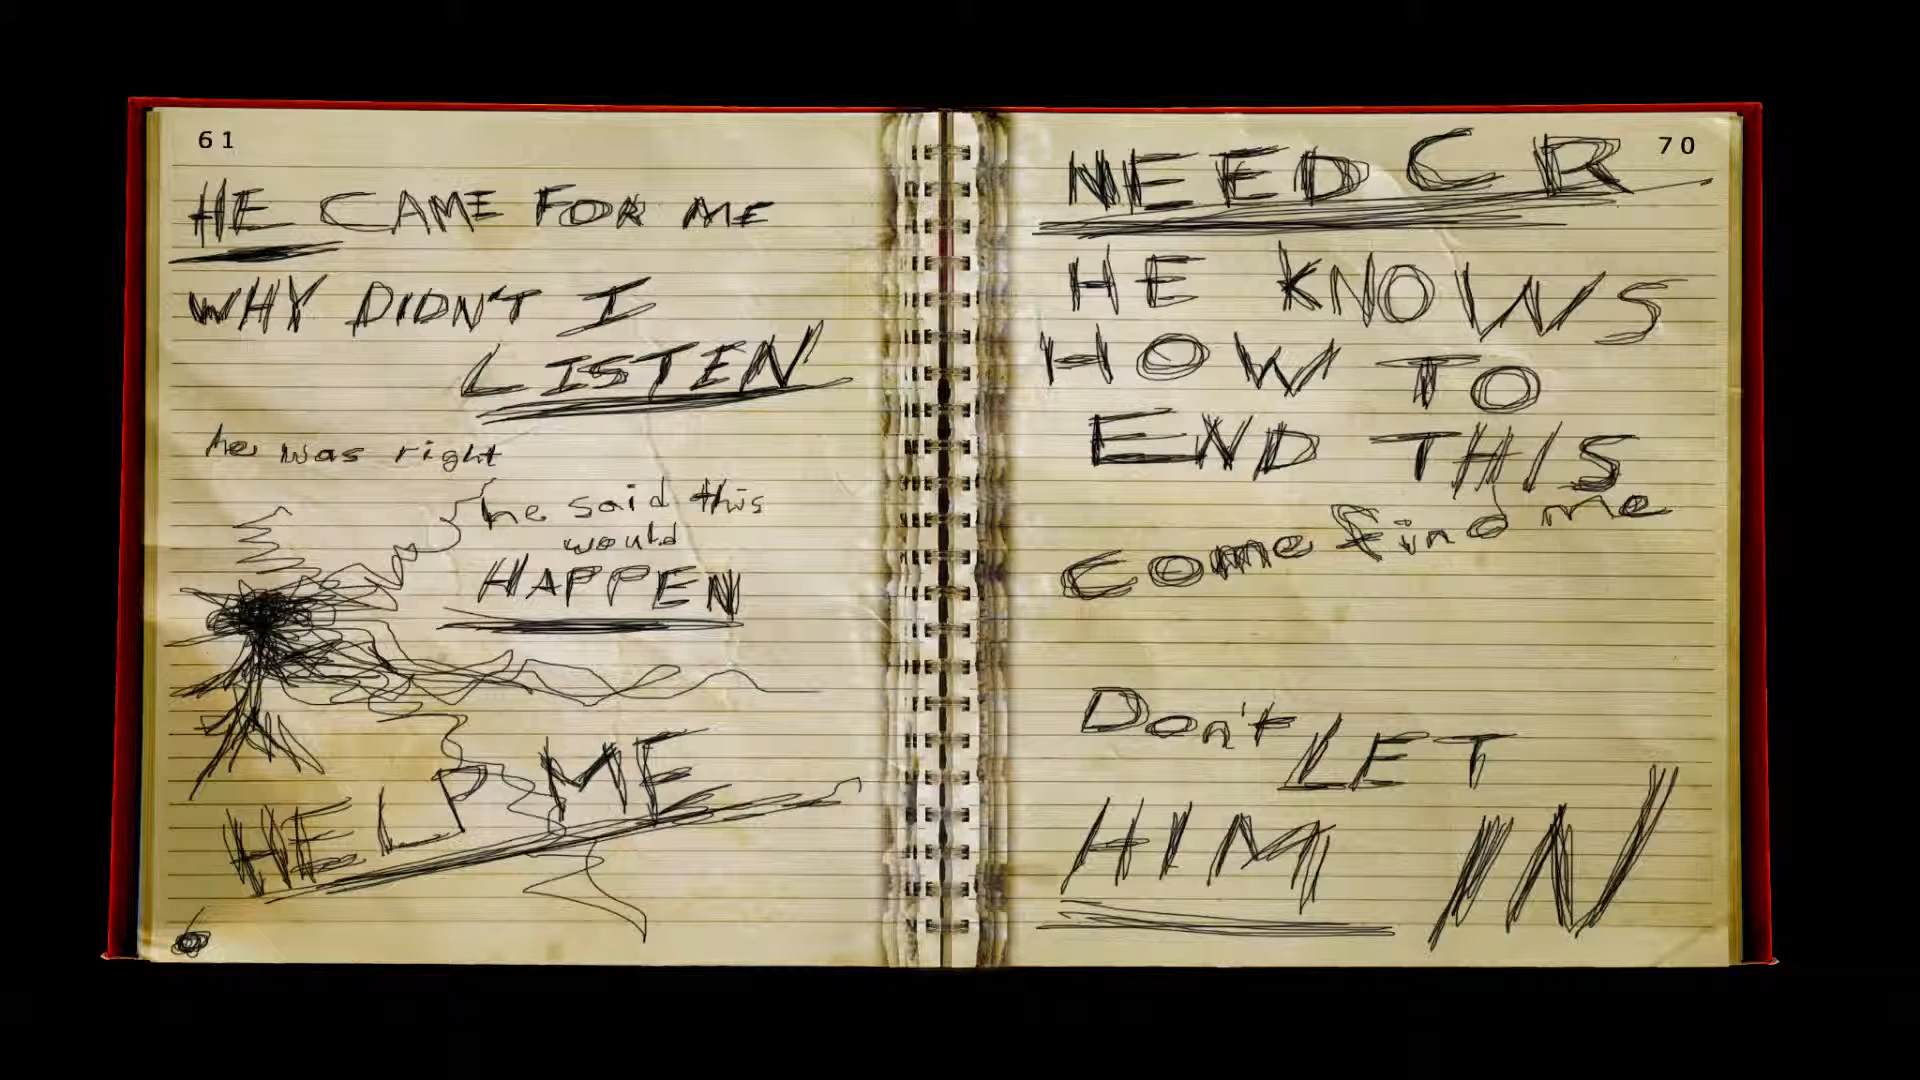 61
HE CAME FOR ME
WHY DIDN'T I
LISTEN
he was right
he said this
would
HAPPEN
HELP ME
70
NEED CR
HE KNOWS
HOW TO
END THIS
come find me
Don't LET
HIM IN